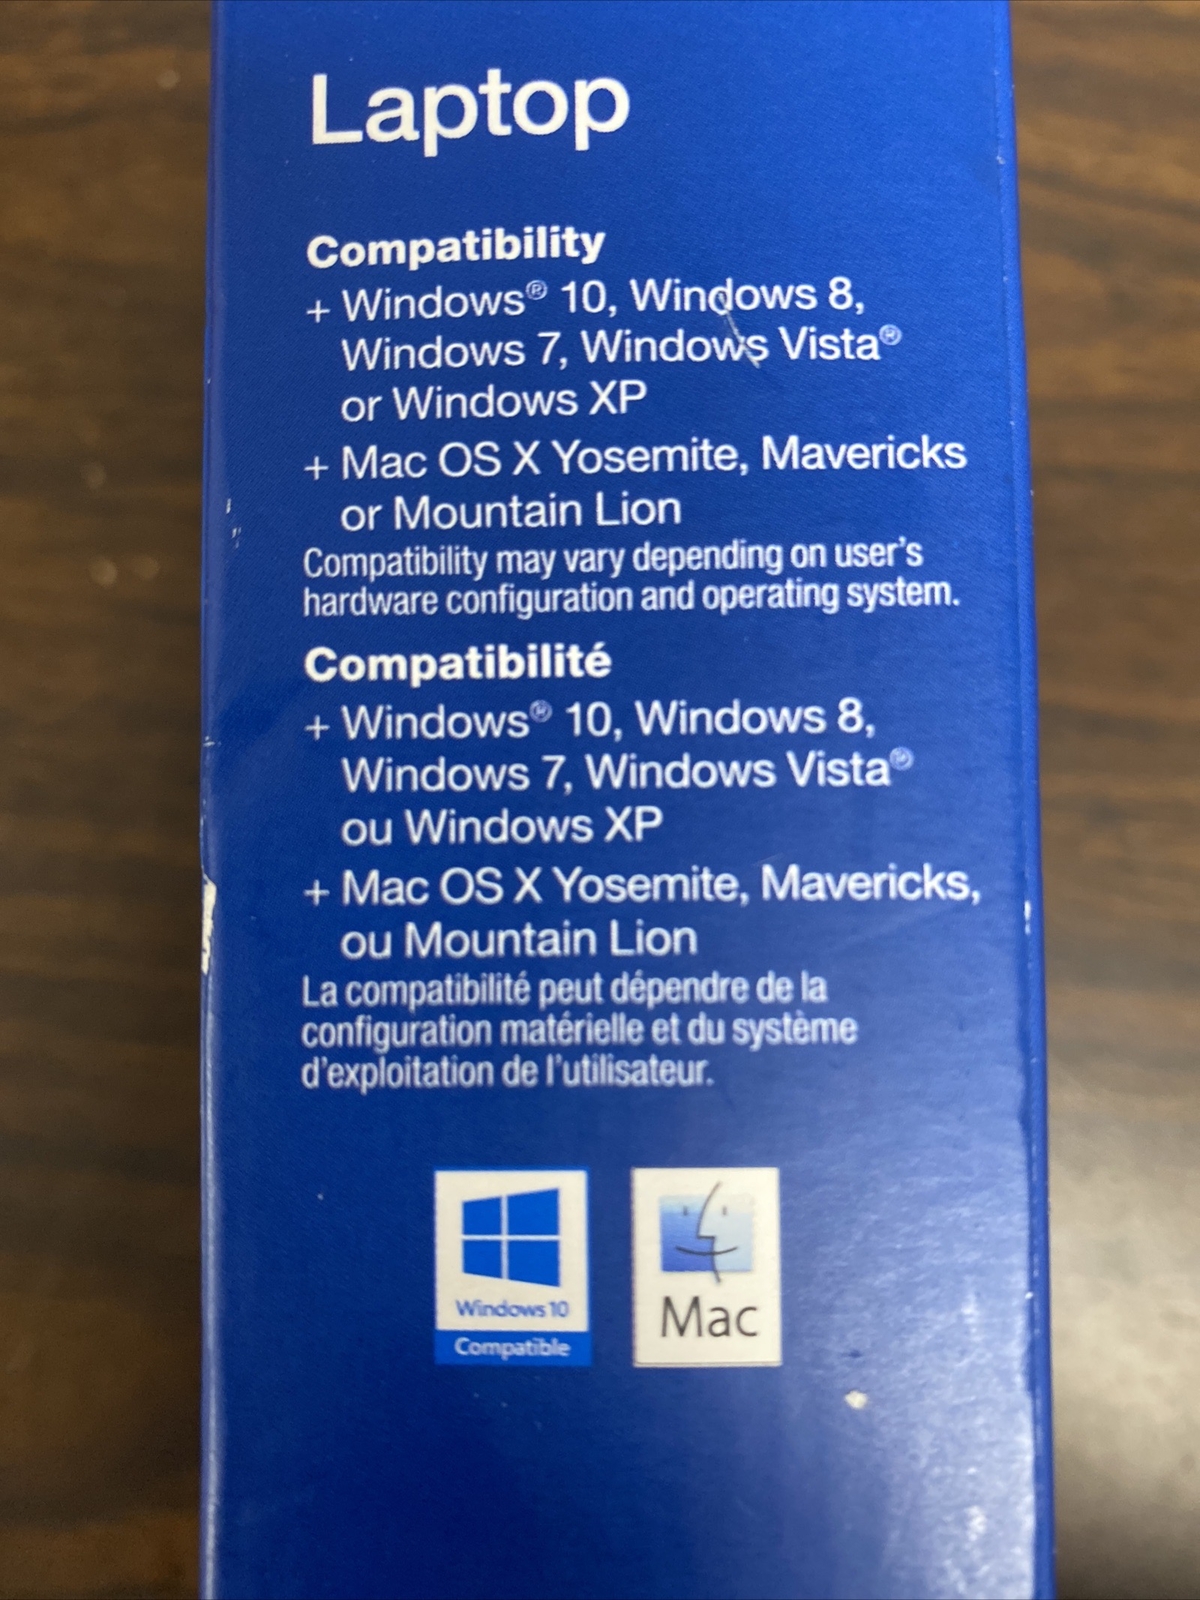 Laptop
Compatibility
+ Windows® 10, Windows 8,
Windows 7, Windows Vista®
or Windows XP
+ Mac OS X Yosemite, Mavericks
or Mountain Lion
Compatibility may vary depending on user's
hardware configuration and operating system.
Compatibilité
+ Windows® 10, Windows 8,
Windows 7, Windows Vista®
ou Windows XP
+ Mac OS X Yosemite, Mavericks,
ou Mountain Lion
La compatibilité peut dépendre de la
configuration matérielle et du système
d'exploitation de l'utilisateur.
Windows 10
Compatible
Mac